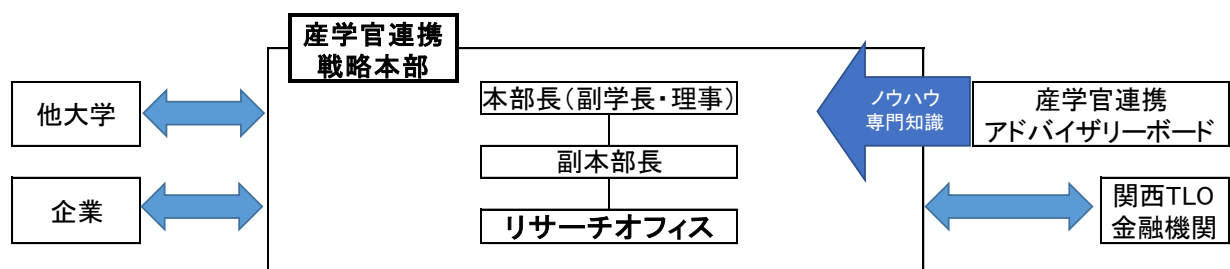 産学官連携
戦略本部
他大学
企業
本部長（副学長・理事）
副本部長
リサーチオフィス
ノウハウ
専門知識
産学官連携
アドバイザリーボード
関西TLO
金融機関